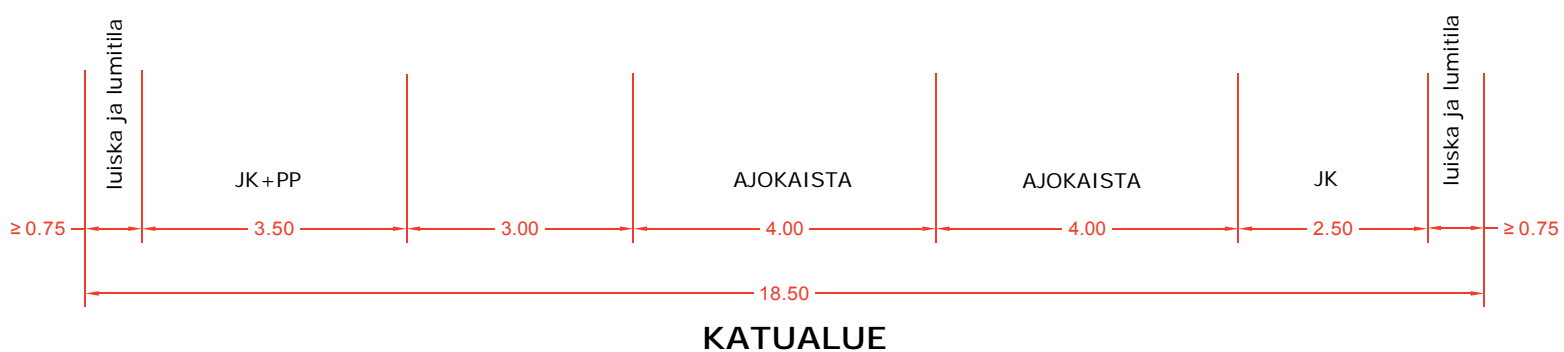 luiska ja lumitila
luiska ja lumitila
JK+PP
AJOKAISTA
AJOKAISTA
JK
≥ 0.75
3.50
3.00
4.00
4.00
2.50
≥ 0.75
18.50
KATUALUE